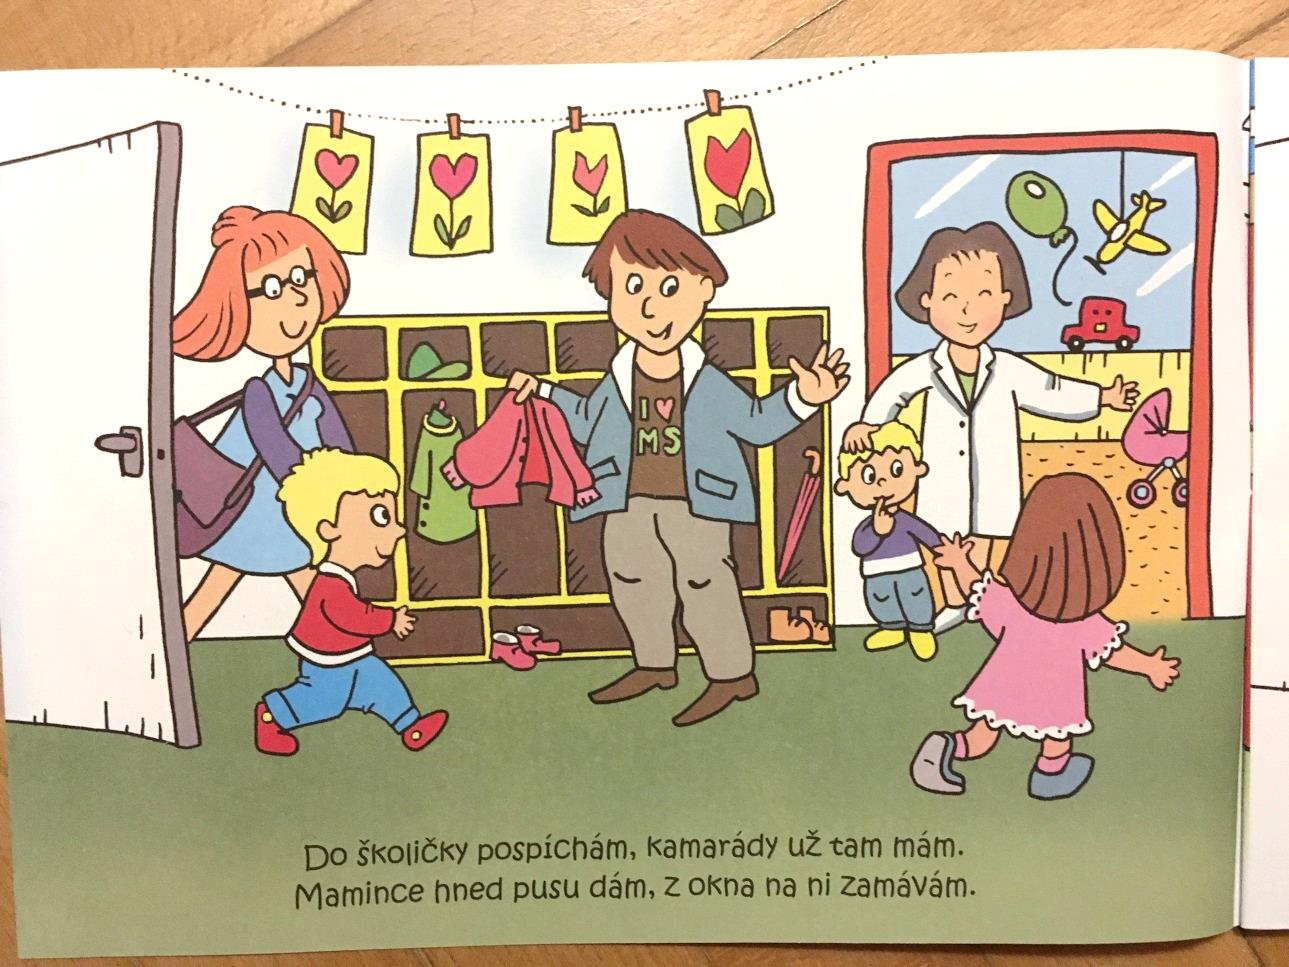 I ♥
MS
Do školičky pospíchám, kamarády už tam mám.
Mamince hned pusu dám, z okna na ni zamávám.